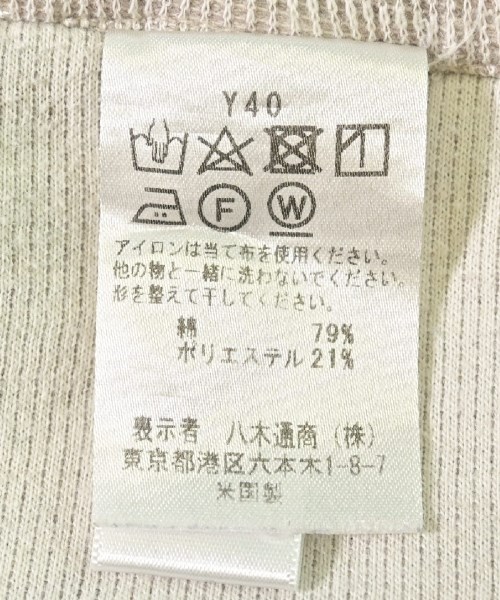 Y40
F W
アイロンは当て布を使用ください。
他の物と一緒に洗わないでください。
形を整えて干してください。
綿 79%
ポリエステル 21%
表示者 八木通商(株)
東京都港区六本木1-8-7
米国製